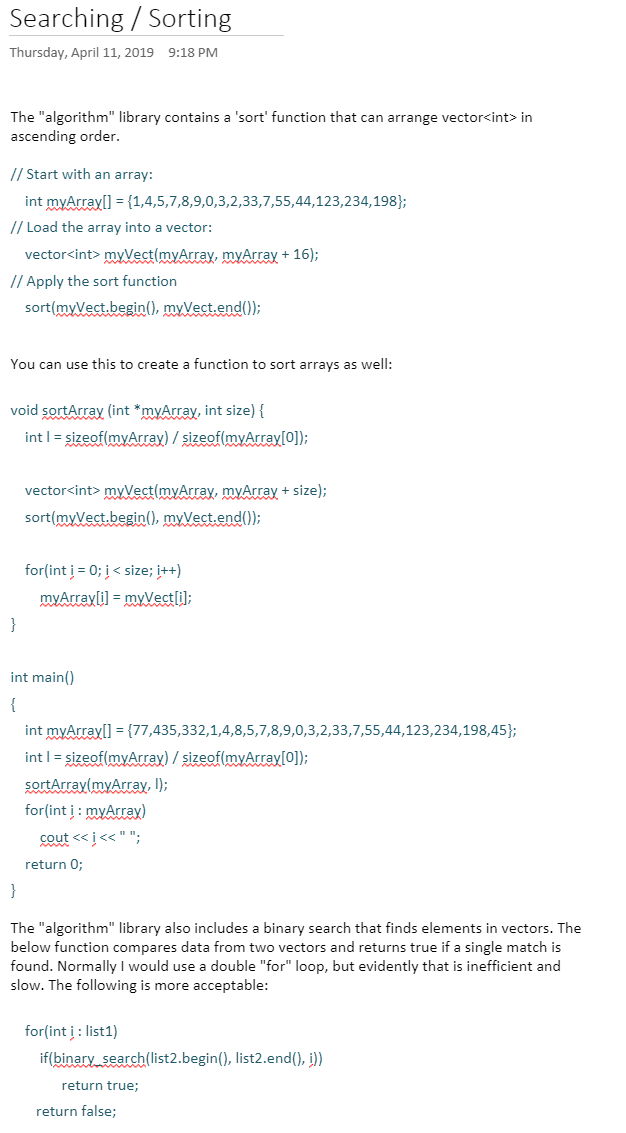 Searching / Sorting
Thursday, April 11, 2019 9:18 PM
The "algorithm" library contains a 'sort' function that can arrange vector<int> in
ascending order.
// Start with an array:
int myArray[] = {1,4,5,7,8,9,0,3,2,33,7,55,44,123,234,198};
// Load the array into a vector:
vector<int> myVect(myArray, myArray + 16);
// Apply the sort function
sort(myVect.begin(), myVect.end());
You can use this to create a function to sort arrays as well:
void sortArray (int *myArray, int size) {
int l = sizeof(myArray) / sizeof(myArray[0]);
vector<int> myVect(myArray, myArray + size);
sort(myVect.begin(), myVect.end());
for(int i = 0; i < size; i++)
myArray[i] = myVect[i];
}
int main()
{
int myArray[] = {77,435,332,1,4,8,5,7,8,9,0,3,2,33,7,55,44,123,234,198,45};
int l = sizeof(myArray) / sizeof(myArray[0]);
sortArray(myArray, l);
for(int i : myArray)
cout << i << " ";
return 0;
}
The "algorithm" library also includes a binary search that finds elements in vectors. The
below function compares data from two vectors and returns true if a single match is
found. Normally I would use a double "for" loop, but evidently that is inefficient and
slow. The following is more acceptable:
for(int i : list1)
if(binary_search(list2.begin(), list2.end(), i))
return true;
return false;